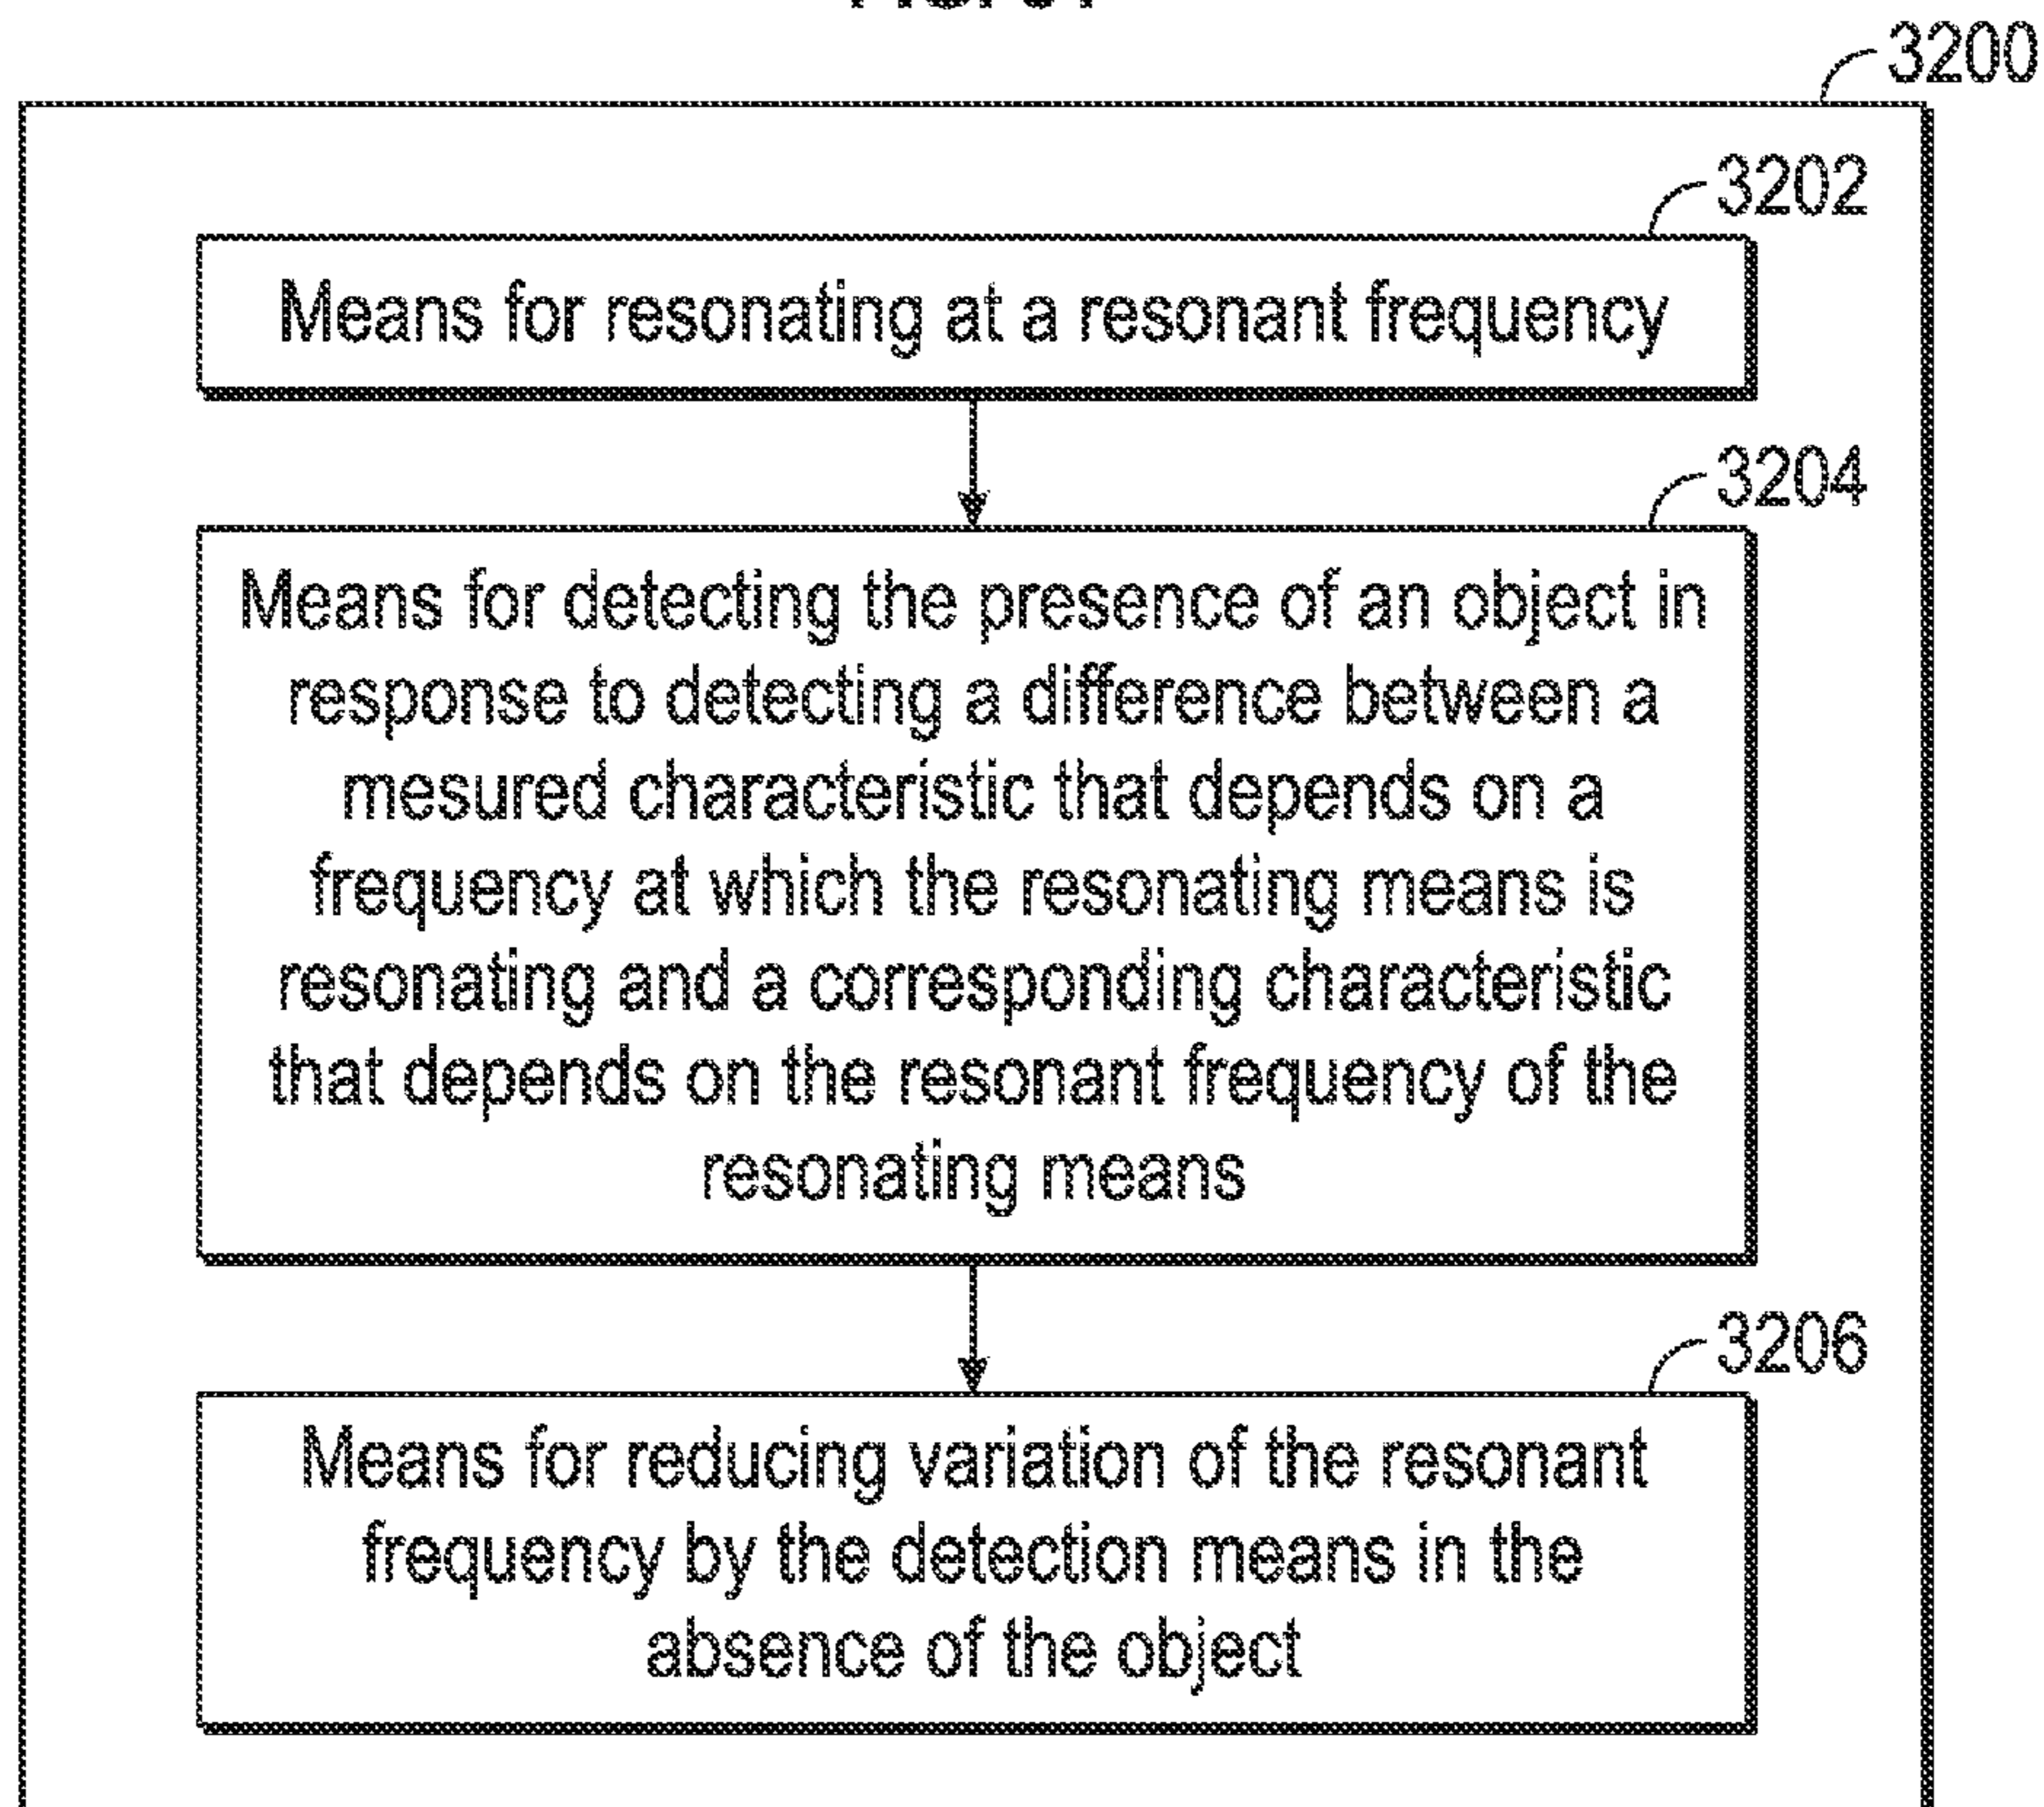 3200
3202
Means for resonating at a resonant frequency
3204
Means for detecting the presence of an object in
response to detecting a difference between a
mesured characteristic that depends on a
frequency at which the resonating means is
resonating and a corresponding characteristic
that depends on the resonant frequency of the
resonating means
3206
Means for reducing variation of the resonant
frequency by the detection means in the
absence of the object